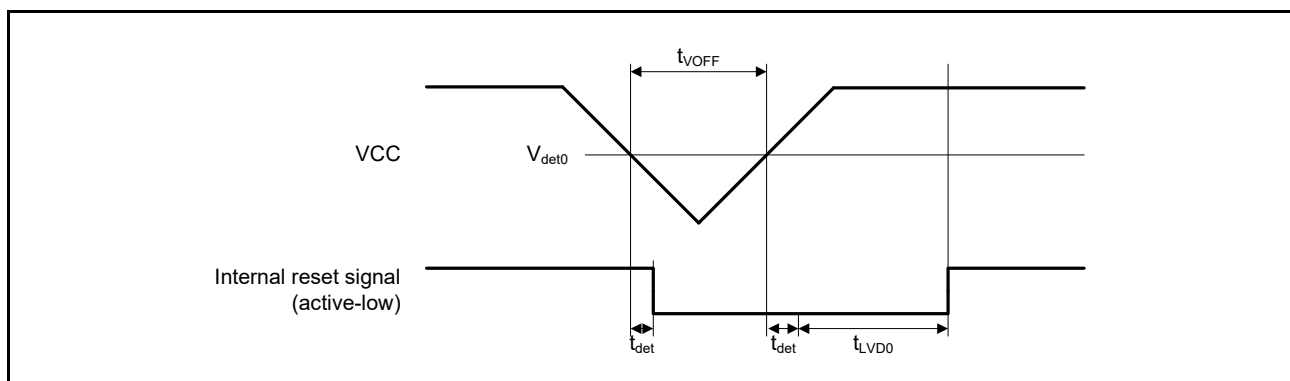 tVOFF
VCC
Vdet0
Internal reset signal
(active-low)
tdet
tdet
tLVD0